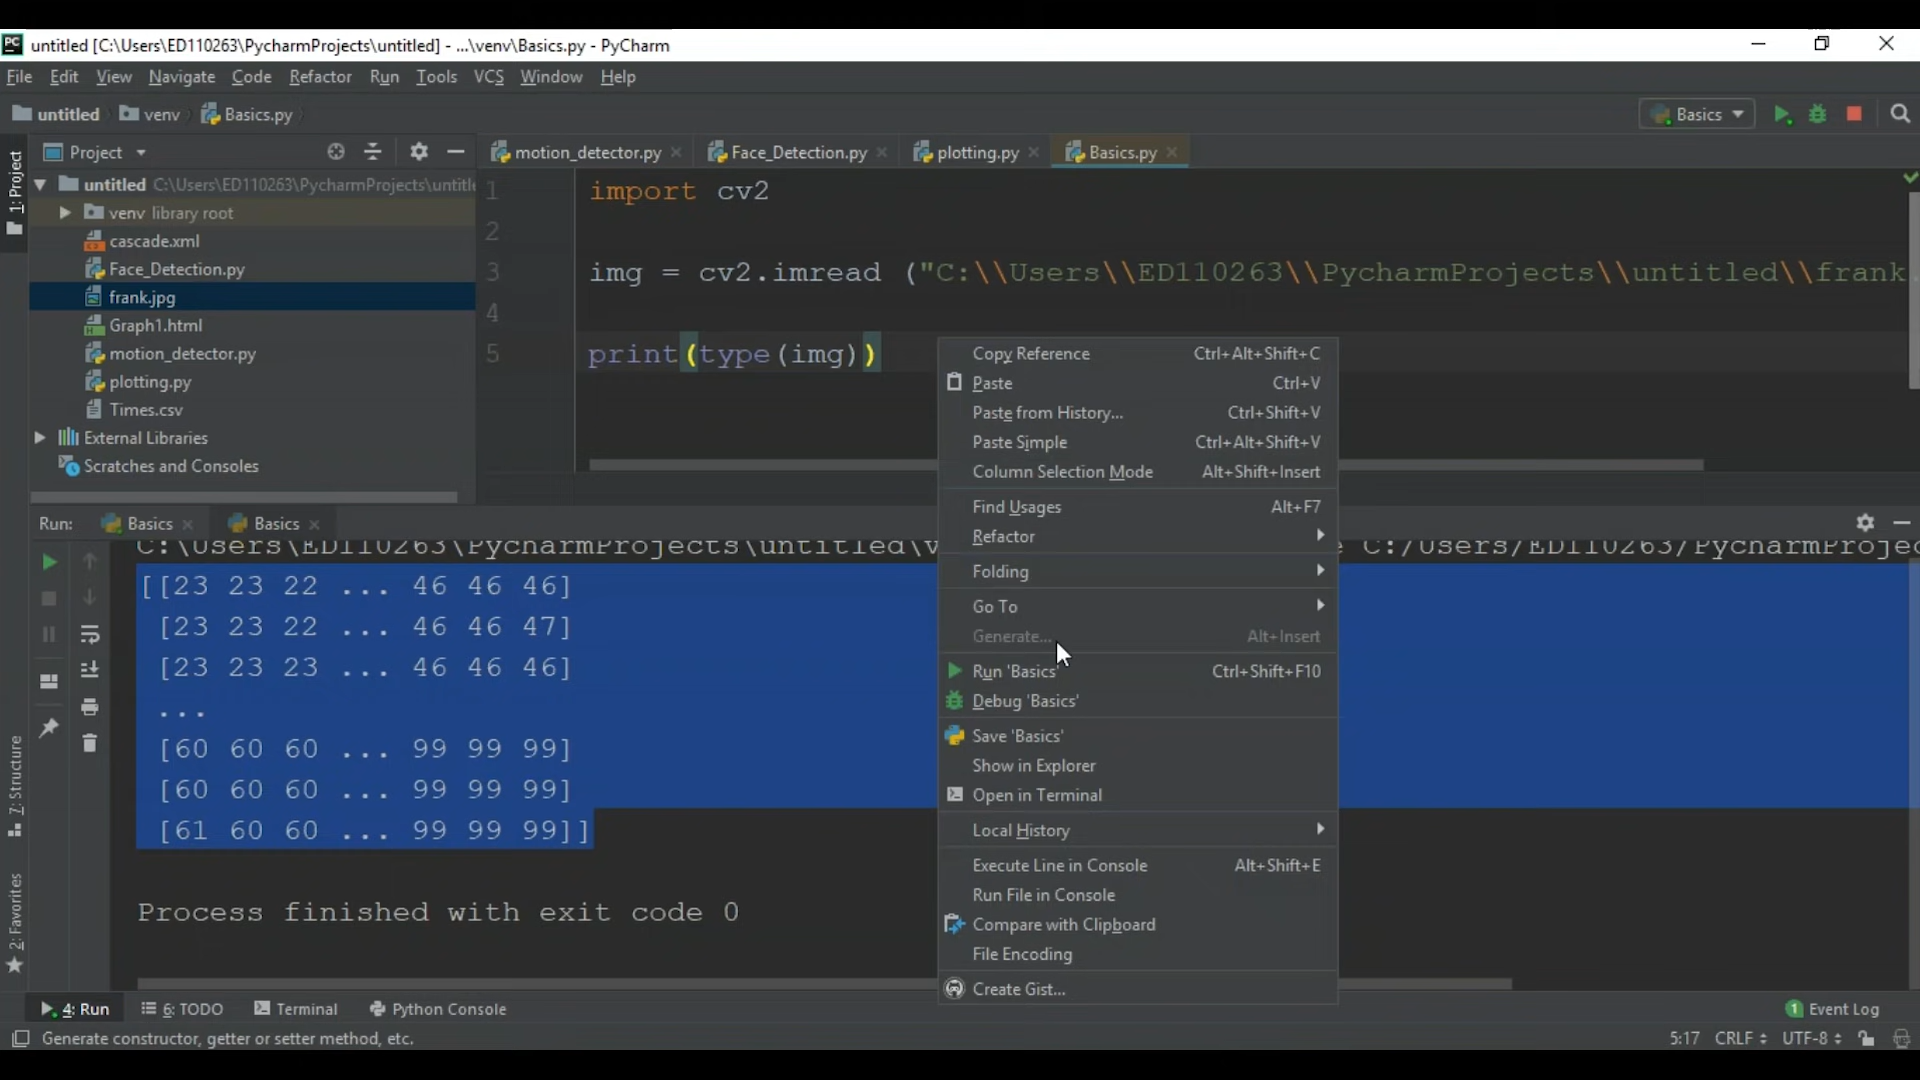 untitled [C:\Users\ED110263\PycharmProjects\untitled] - ...\venv\Basics.py - PyCharm
File Edit View Navigate Code Refactor Run Tools VCS Window Help
untitled venv Basics.py
Basics
1: Project
Project
untitled C:\Users\ED110263\PycharmProjects\untitl
venv library root
cascade.xml
Face_Detection.py
frank.jpg
Graph1.html
motion_detector.py
plotting.py
Times.csv
External Libraries
Scratches and Consoles
motion_detector.py Face_Detection.py plotting.py Basics.py
1 import cv2
2
3 img = cv2.imread ("C:\\Users\\ED110263\\PycharmProjects\\untitled\\frank
4
5 print(type(img))
Copy Reference Ctrl+Alt+Shift+C
Paste Ctrl+V
Paste from History... Ctrl+Shift+V
Paste Simple Ctrl+Alt+Shift+V
Column Selection Mode Alt+Shift+Insert
Find Usages Alt+F7
Refactor
Folding
Go To
Generate... Alt+Insert
Run 'Basics' Ctrl+Shift+F10
Debug 'Basics'
Save 'Basics'
Show in Explorer
Open in Terminal
Local History
Execute Line in Console Alt+Shift+E
Run File in Console
Compare with Clipboard
File Encoding
Create Gist...
Run: Basics Basics
C:\Users\ED110263\PycharmProjects\untitled\v C:/Users/ED110263/PycharmProjec
[[23 23 22 ... 46 46 46]
[23 23 22 ... 46 46 47]
[23 23 23 ... 46 46 46]
...
[60 60 60 ... 99 99 99]
[60 60 60 ... 99 99 99]
[61 60 60 ... 99 99 99]]
Process finished with exit code 0
7: Structure
2: Favorites
4: Run 6: TODO Terminal Python Console 1 Event Log
Generate constructor, getter or setter method, etc. 5:17 CRLF UTF-8